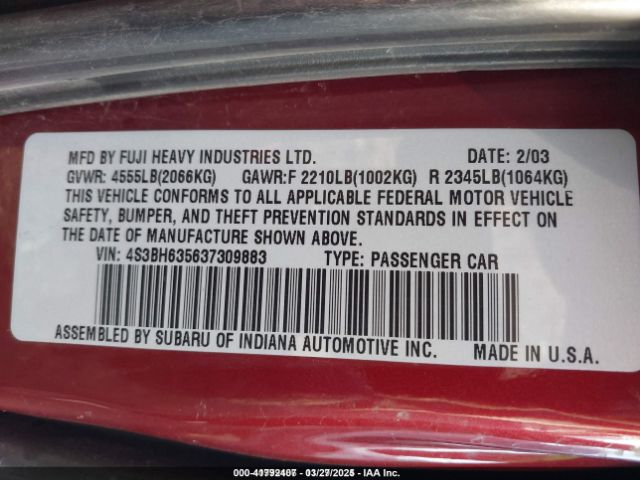 MFD BY FUJI HEAVY INDUSTRIES LTD. DATE: 2/03
GVWR: 4555LB(2066KG) GAWR:F 2210LB(1002KG) R 2345LB(1064KG)
THIS VEHICLE CONFORMS TO ALL APPLICABLE FEDERAL MOTOR VEHICLE
SAFETY, BUMPER, AND THEFT PREVENTION STANDARDS IN EFFECT ON
THE DATE OF MANUFACTURE SHOWN ABOVE.
VIN: 4S3BH635637309883 TYPE: PASSENGER CAR
ASSEMBLED BY SUBARU OF INDIANA AUTOMOTIVE INC. MADE IN U.S.A.
- IAA Inc.